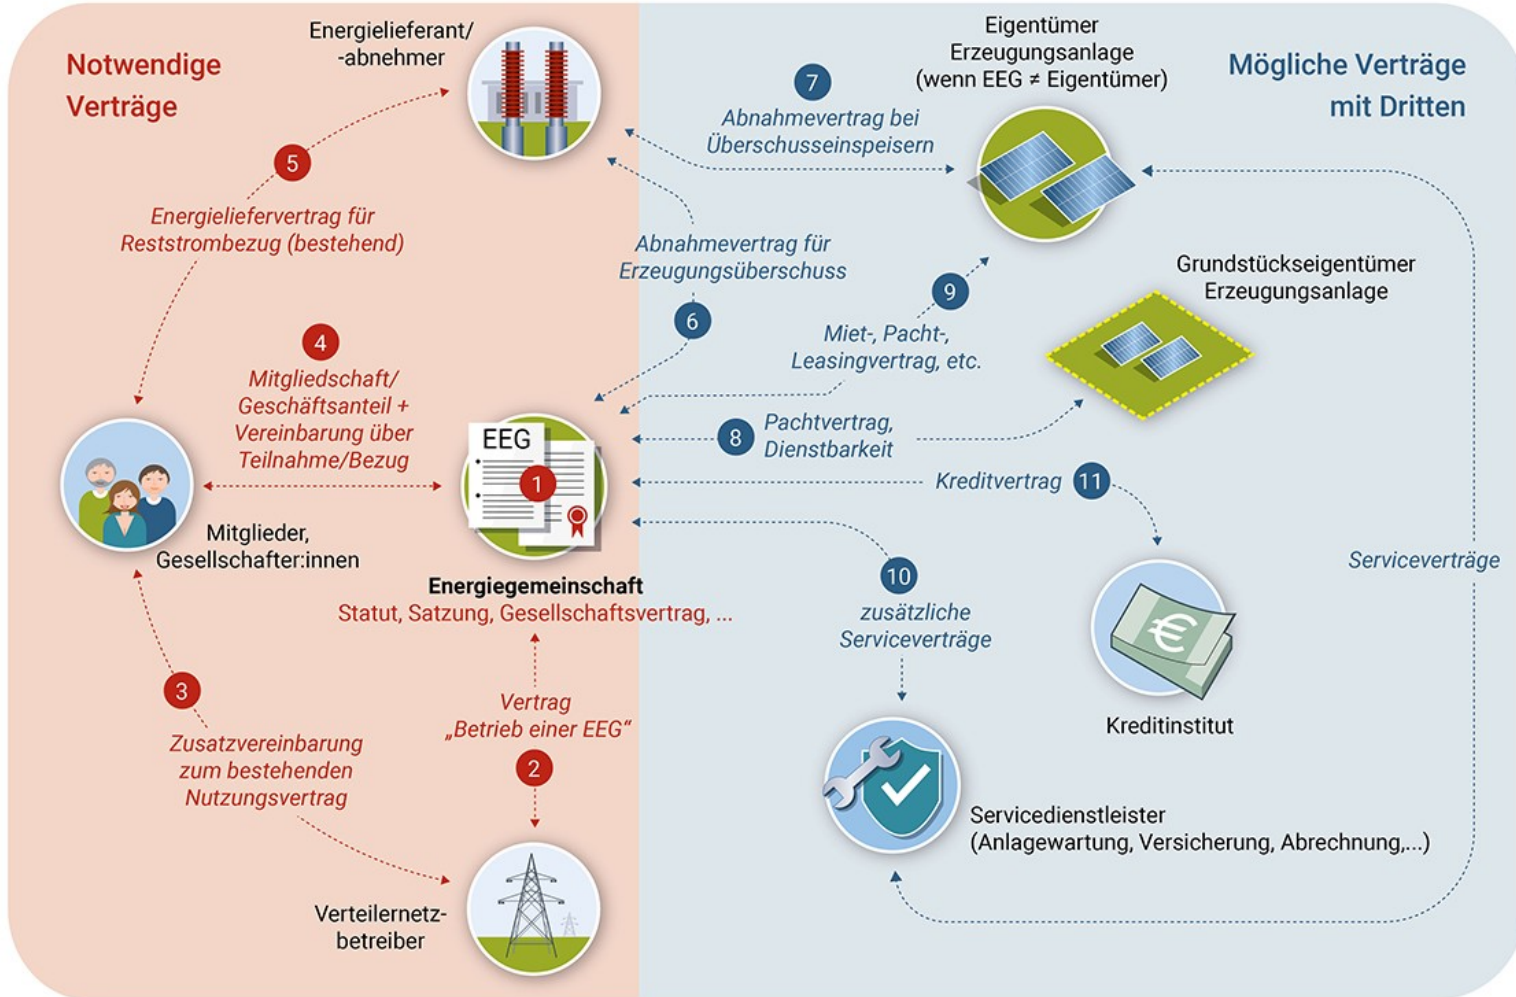 Notwendige
Verträge
Energielieferant/
-abnehmer
Eigentümer
Erzeugungsanlage
(wenn EEG ≠ Eigentümer)
Mögliche Verträge
mit Dritten
7
Abnahmevertrag bei
Überschusseinspeisern
5
Energieliefervertrag für
Reststrombezug (bestehend)
Abnahmevertrag für
Erzeugungsüberschuss
6
9
Miet-, Pacht-,
Leasingvertrag, etc.
Grundstückseigentümer
Erzeugungsanlage
4
Mitgliedschaft/
Geschäftsanteil +
Vereinbarung über
Teilnahme/Bezug
EEG
1
8
Pachtvertrag,
Dienstbarkeit
Kreditvertrag 11
Mitglieder,
Gesellschafter:innen
Energiegemeinschaft
Statut, Satzung, Gesellschaftsvertrag, ...
10
zusätzliche
Serviceverträge
Serviceverträge
3
Zusatzvereinbarung
zum bestehenden
Nutzungsvertrag
Vertrag
„Betrieb einer EEG“
2
€
Kreditinstitut
Servicedienstleister
(Anlagewartung, Versicherung, Abrechnung,...)
Verteilernetz-
betreiber